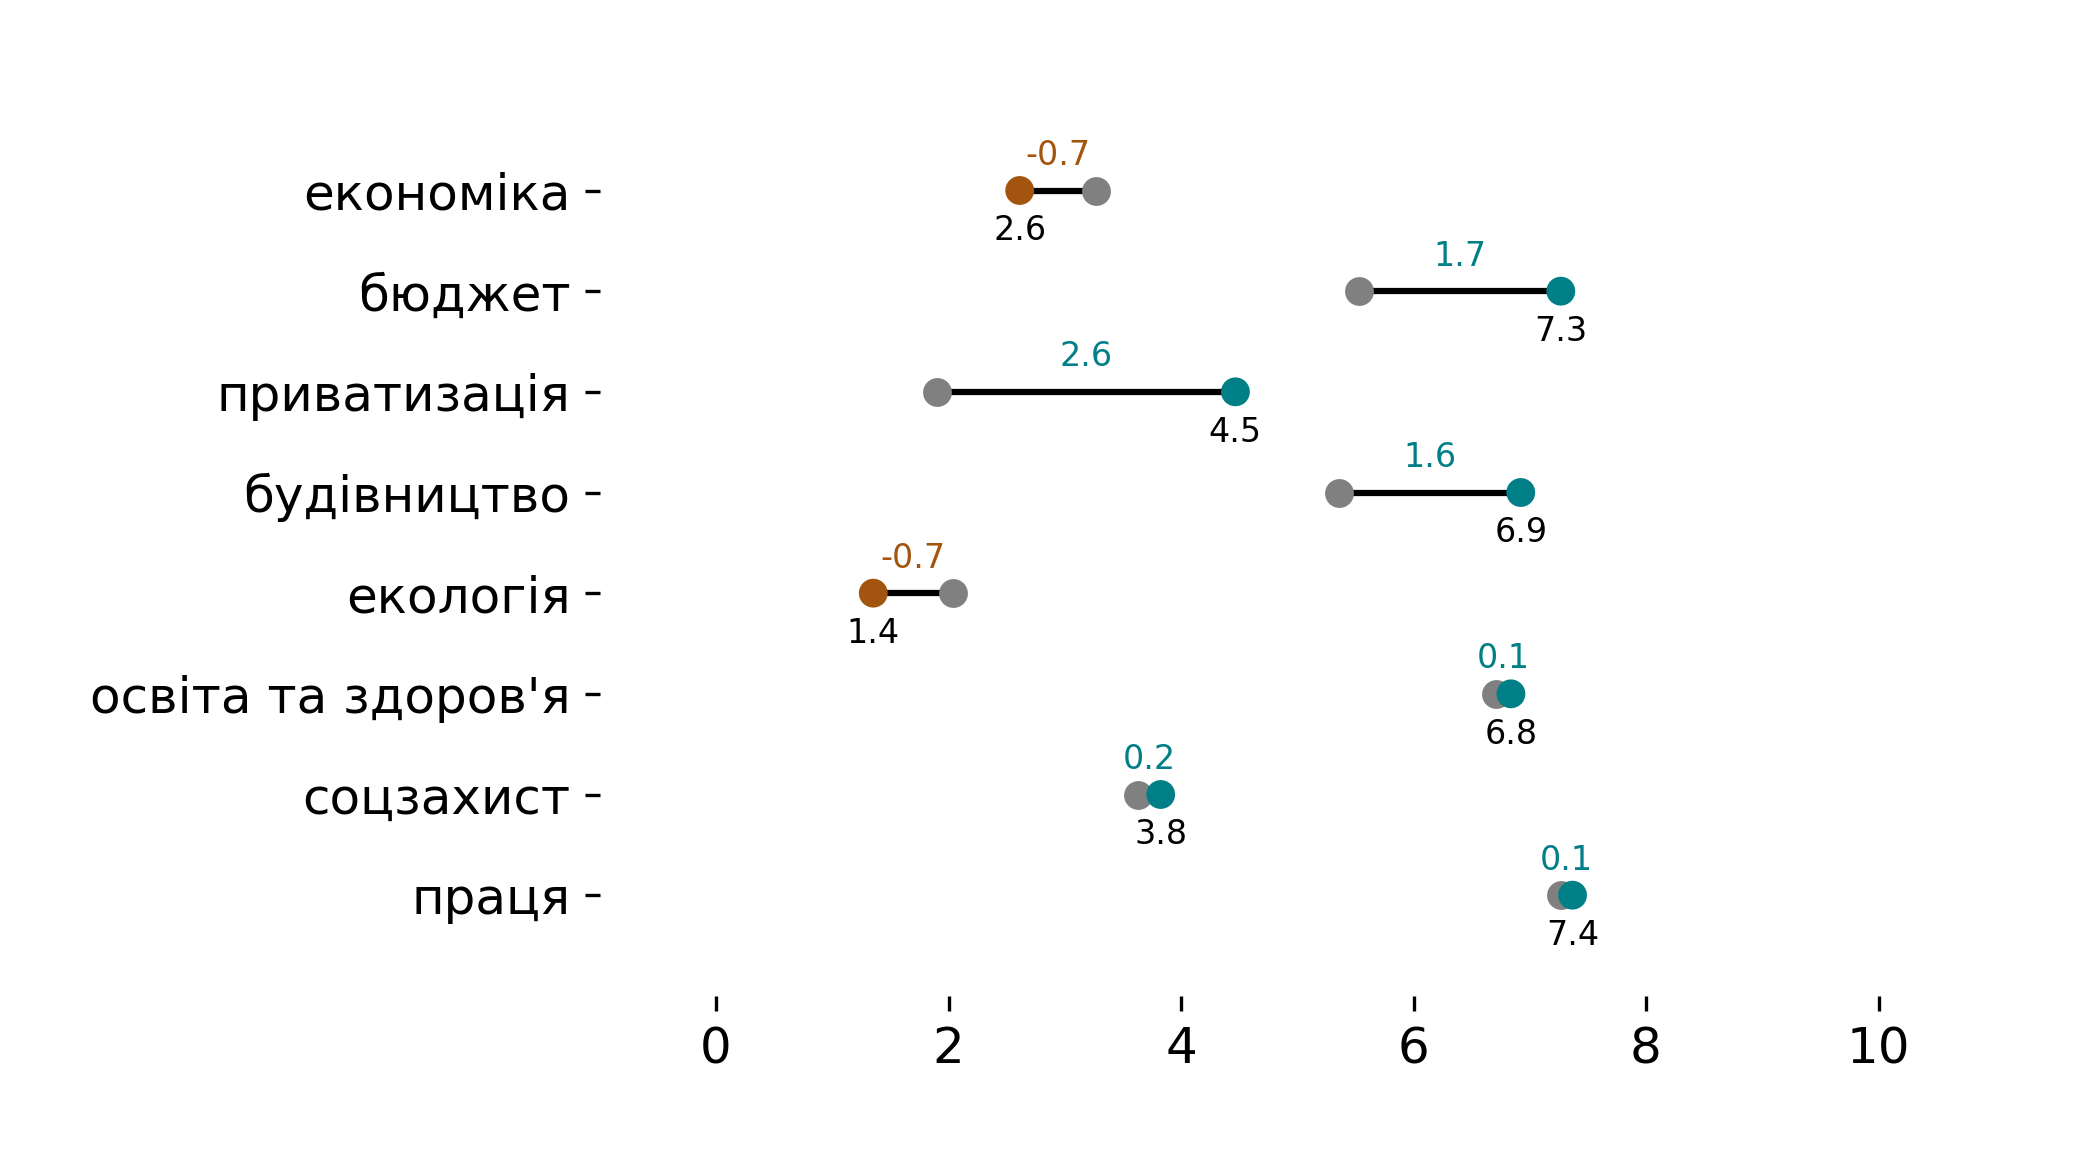 -0.7
економіка
2.6
1.7
бюджет
7.3
2.6
приватизація
4.5
1.6
будівництво
6.9
-0.7
екологія
1.4
0.1
освіта та здоров'я
6.8
0.2
соцзахист
3.8
0.1
праця
7.4
0 2 4 6 8 10